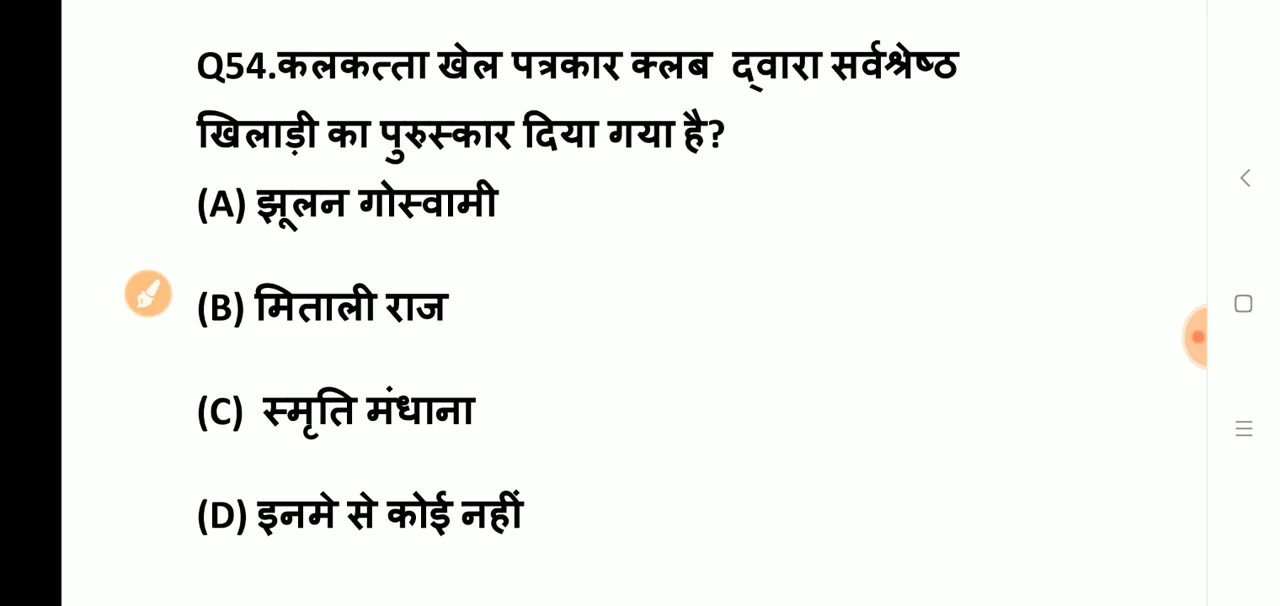 Q54.कलकत्ता खेल पत्रकार क्लब द्वारा सर्वश्रेष्ठ
खिलाड़ी का पुरुस्कार दिया गया है?
(A) झूलन गोस्वामी
(B) मिताली राज
(C) स्मृति मंधाना
(D) इनमे से कोई नहीं